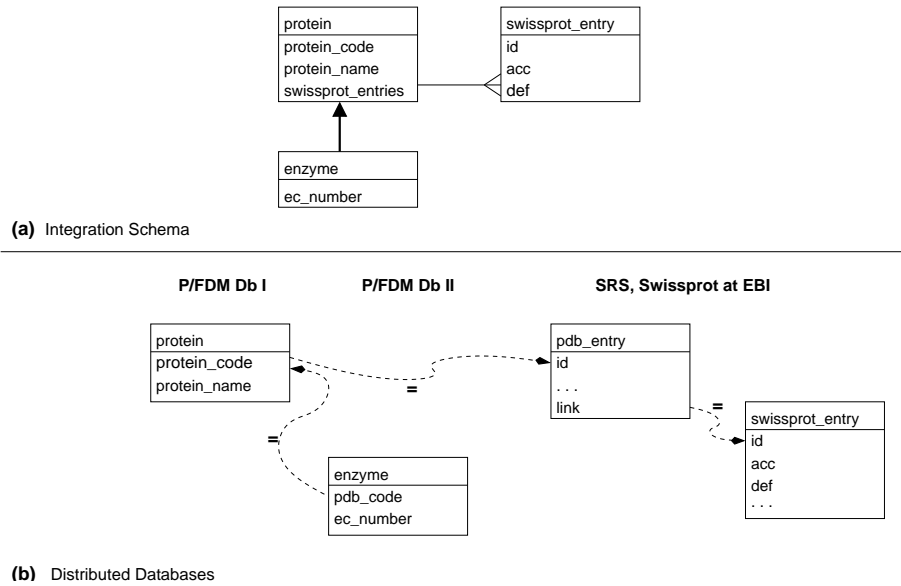 protein
protein_code
protein_name
swissprot_entries
swissprot_entry
id
acc
def
enzyme
ec_number
(a) Integration Schema
P/FDM Db I
P/FDM Db II
SRS, Swissprot at EBI
protein
protein_code
protein_name
=
=
enzyme
pdb_code
ec_number
pdb_entry
id
. . .
link
=
swissprot_entry
id
acc
def
. . .
(b) Distributed Databases